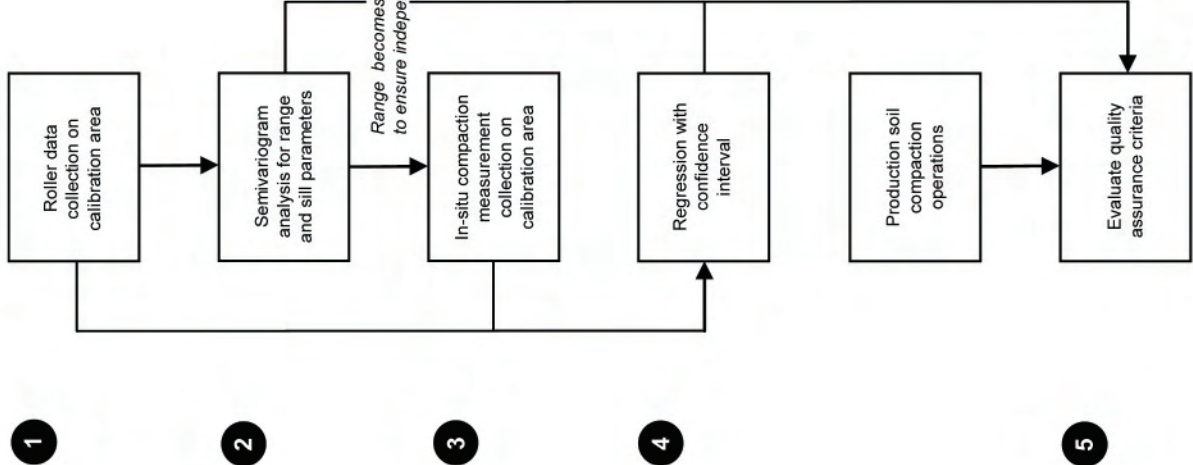 1
Roller data
collection on
calibration area
2
Semivariogram
analysis for range
and sill parameters
Range becomes
to ensure indepe
3
In-situ compaction
measurement
collection on
calibration area
4
Regression with
confidence
interval
Production soil
compaction
operations
5
Evaluate quality
assurance criteria